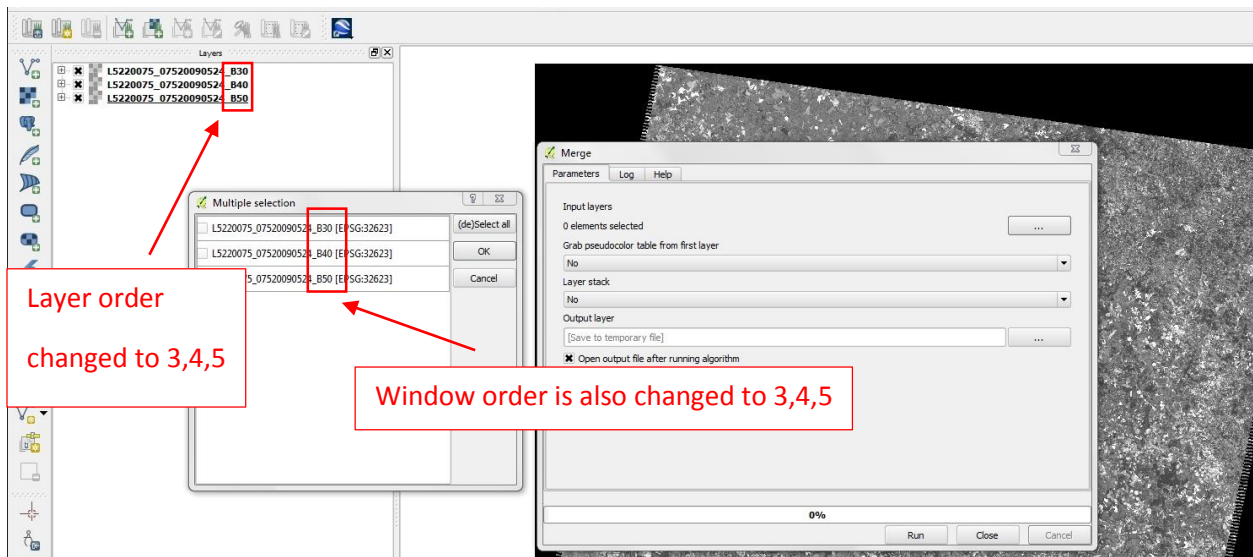 Layers
L5220075_07520090524_B30
L5220075_07520090524_B40
L5220075_07520090524_B50
Layer order
changed to 3,4,5
Multiple selection
L5220075_07520090524_B30 [EPSG:32623]
(de)Select all
L5220075_07520090524_B40 [EPSG:32623]
OK
5_07520090524_B50 [EPSG:32623]
Cancel
Window order is also changed to 3,4,5
Merge
Parameters Log Help
Input layers
0 elements selected
...
Grab pseudocolor table from first layer
No
Layer stack
No
Output layer
[Save to temporary file]
...
Open output file after running algorithm
0%
Run Close Cancel